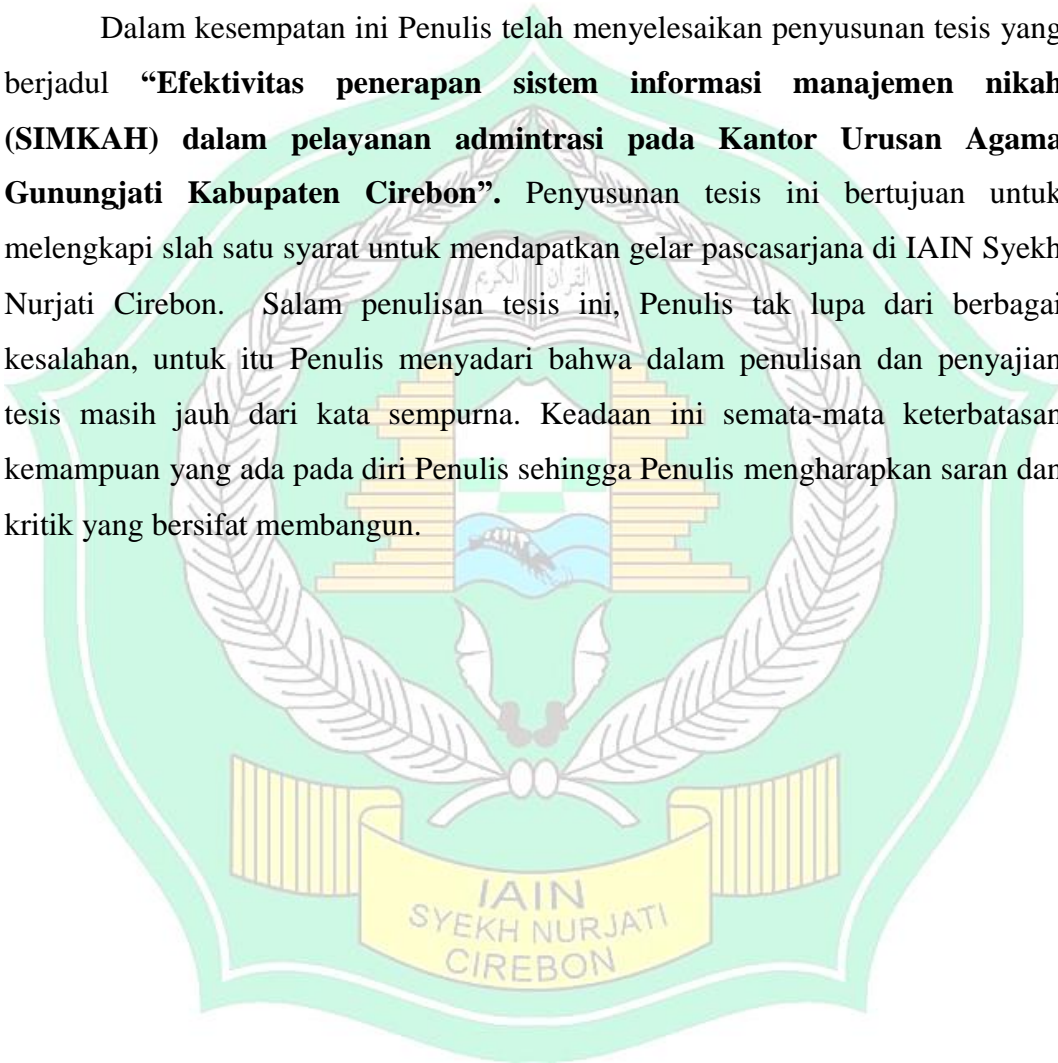 Dalam kesempatan ini Penulis telah menyelesaikan penyusunan tesis yang
berjadul “Efektivitas penerapan sistem informasi manajemen nikah
(SIMKAH) dalam pelayanan admintrasi pada Kantor Urusan Agama
Gunungjati Kabupaten Cirebon”. Penyusunan tesis ini bertujuan untuk
melengkapi slah satu syarat untuk mendapatkan gelar pascasarjana di IAIN Syekh
Nurjati Cirebon. Salam penulisan tesis ini, Penulis tak lupa dari berbagai
kesalahan, untuk itu Penulis menyadari bahwa dalam penulisan dan penyajian
tesis masih jauh dari kata sempurna. Keadaan ini semata-mata keterbatasan
kemampuan yang ada pada diri Penulis sehingga Penulis mengharapkan saran dan
kritik yang bersifat membangun.
القرآن الكريم
IAIN
SYEKH NURJATI
CIREBON